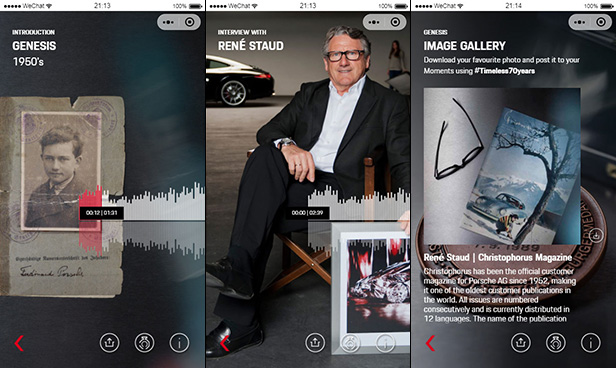 WeChat
21:13
100%
INTRODUCTION
GENESIS
1950's
00:12 | 01:31
Ferdinand Porsche
WeChat
21:13
100%
INTERVIEW WITH
RENÉ STAUD
00:00 | 02:39
WeChat
21:14
100%
GENESIS
IMAGE GALLERY
Download your favourite photo and post it to your
Moments using #Timeless70years
René Staud | Christophorus Magazine
Christophorus has been the official customer
magazine for Porsche AG since 1952, making
it one of the oldest customer publications in
the world. All issues are numbered
consecutively and is currently distributed in
12 languages. The name of the publication